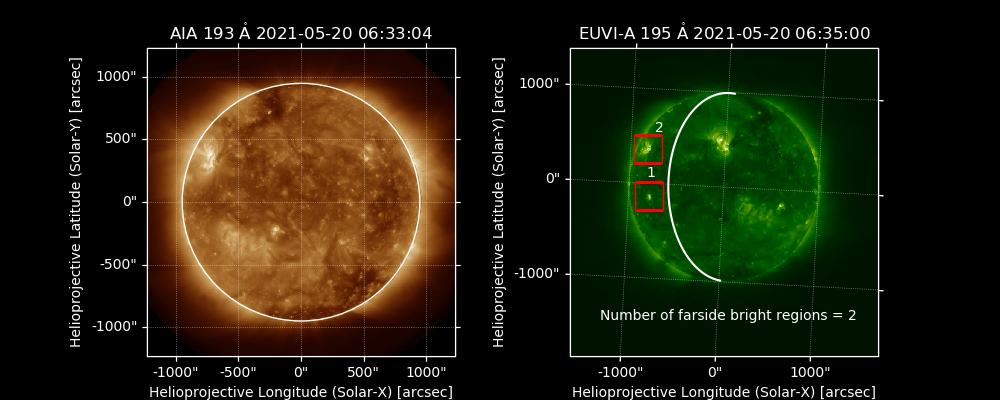 AIA 193 Å 2021-05-20 06:33:04
Helioprojective Latitude (Solar-Y) [arcsec]
1000"
500"
0"
-500"
-1000"
-1000" -500" 0" 500" 1000"
Helioprojective Longitude (Solar-X) [arcsec]
EUVI-A 195 Å 2021-05-20 06:35:00
Helioprojective Latitude (Solar-Y) [arcsec]
1000"
0"
-1000"
2
1
Number of farside bright regions = 2
-1000" 0" 1000"
Helioprojective Longitude (Solar-X) [arcsec]